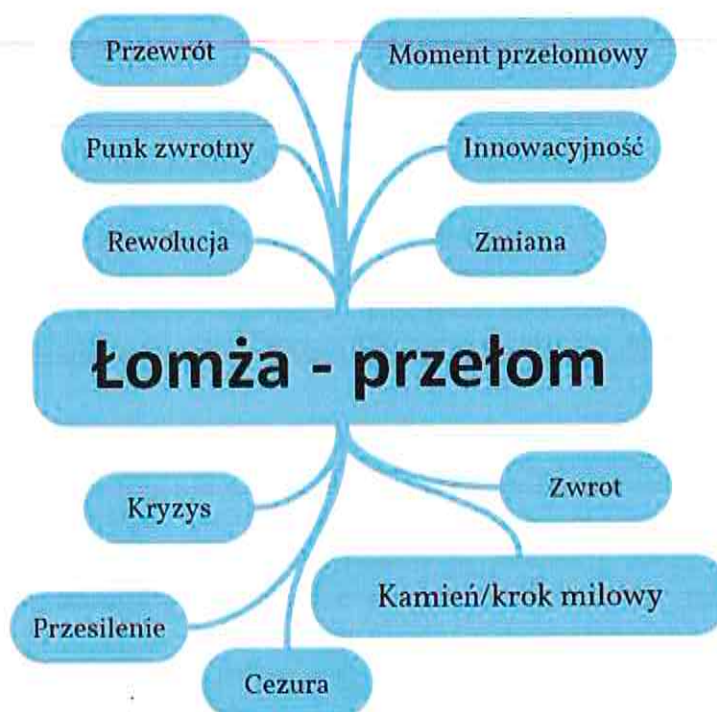 Przewrót
Moment przełomowy
Punk zwrotny
Innowacyjność
Rewolucja
Zmiana
Łomża - przełom
Kryzys
Zwrot
Kamień/krok milowy
Przesilenie
Cezura